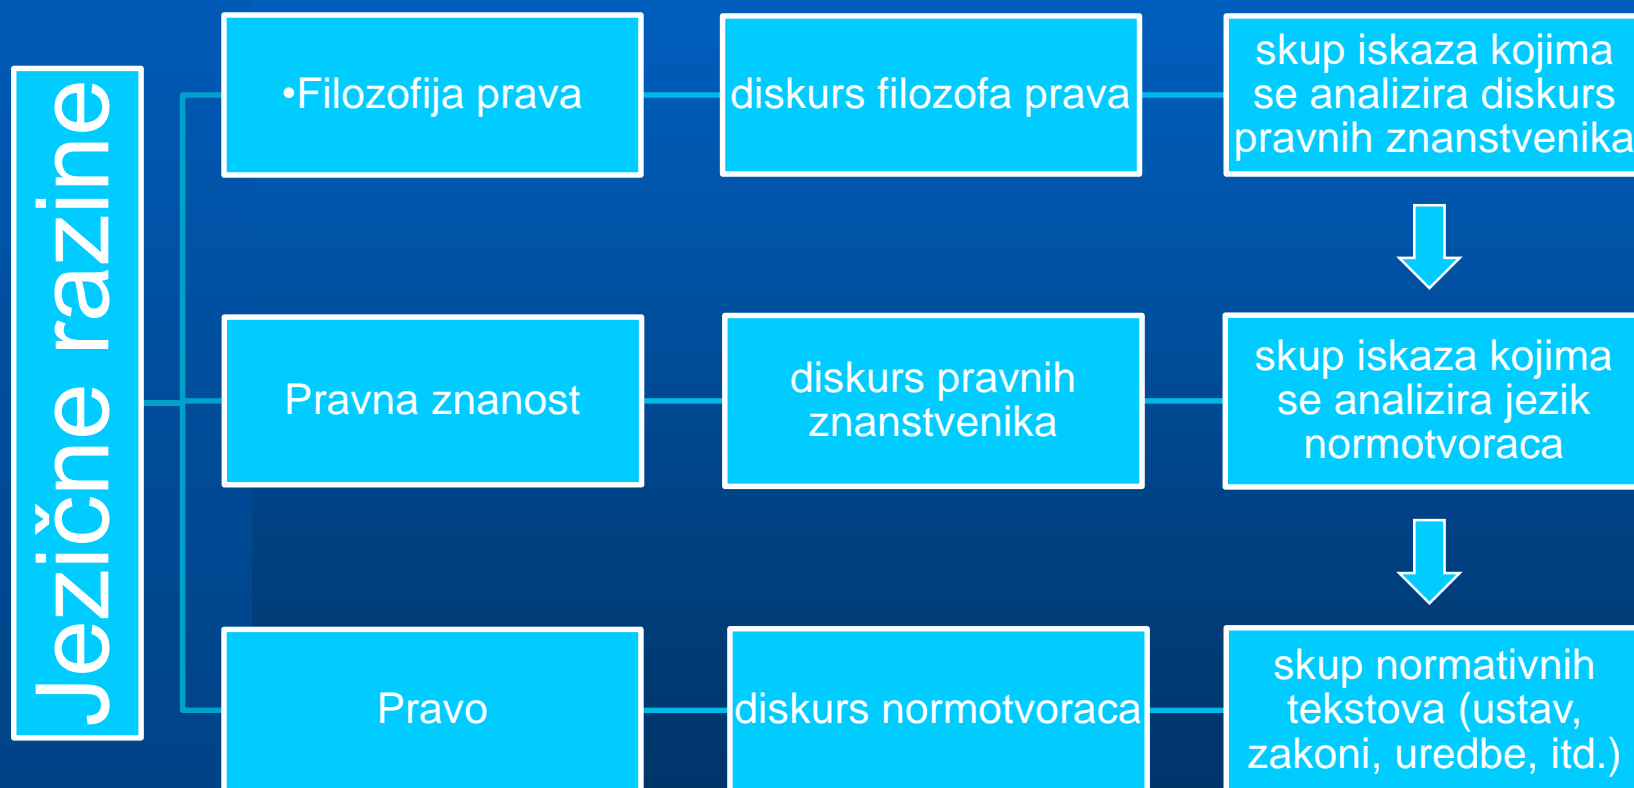 Jezične razine
•Filozofija prava
diskurs filozofa prava
skup iskaza kojima
se analizira diskurs
pravnih znanstvenika
Pravna znanost
diskurs pravnih
znanstvenika
skup iskaza kojima
se analizira jezik
normotvoraca
Pravo
diskurs normotvoraca
skup normativnih
tekstova (ustav,
zakoni, uredbe, itd.)